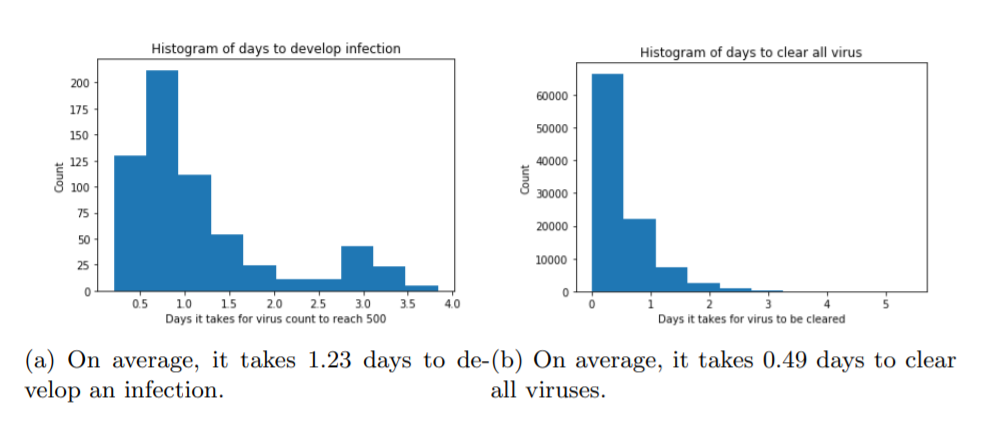 Histogram of days to develop infection
Count
200
175
150
125
100
75
50
25
0
0.5 1.0 1.5 2.0 2.5 3.0 3.5 4.0
Days it takes for virus count to reach 500
Histogram of days to clear all virus
Count
60000
50000
40000
30000
20000
10000
0
0 1 2 3 4 5
Days it takes for virus to be cleared
(a) On average, it takes 1.23 days to de-
velop an infection.
(b) On average, it takes 0.49 days to clear
all viruses.